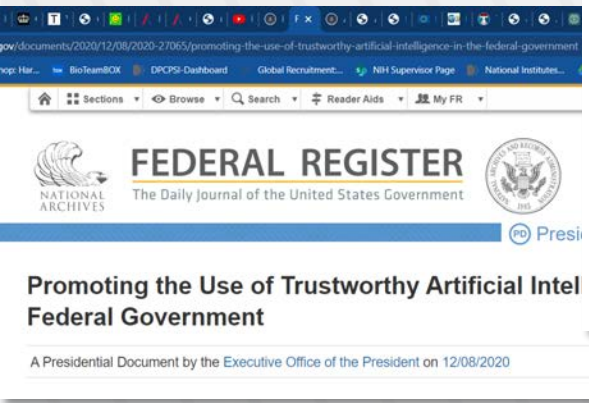 gov/documents/2020/12/08/2020-27065/promoting-the-use-of-trustworthy-artificial-intelligence-in-the-federal-government
hop: Har... BioTeamBOX DPCPSI-Dashboard Global Recruitment:... NIH Supervisor Page National Institutes...
Sections Browse Search Reader Aids My FR
NATIONAL
ARCHIVES
FEDERAL REGISTER
The Daily Journal of the United States Government
PD Presi
Promoting the Use of Trustworthy Artificial Intel
Federal Government
A Presidential Document by the Executive Office of the President on 12/08/2020